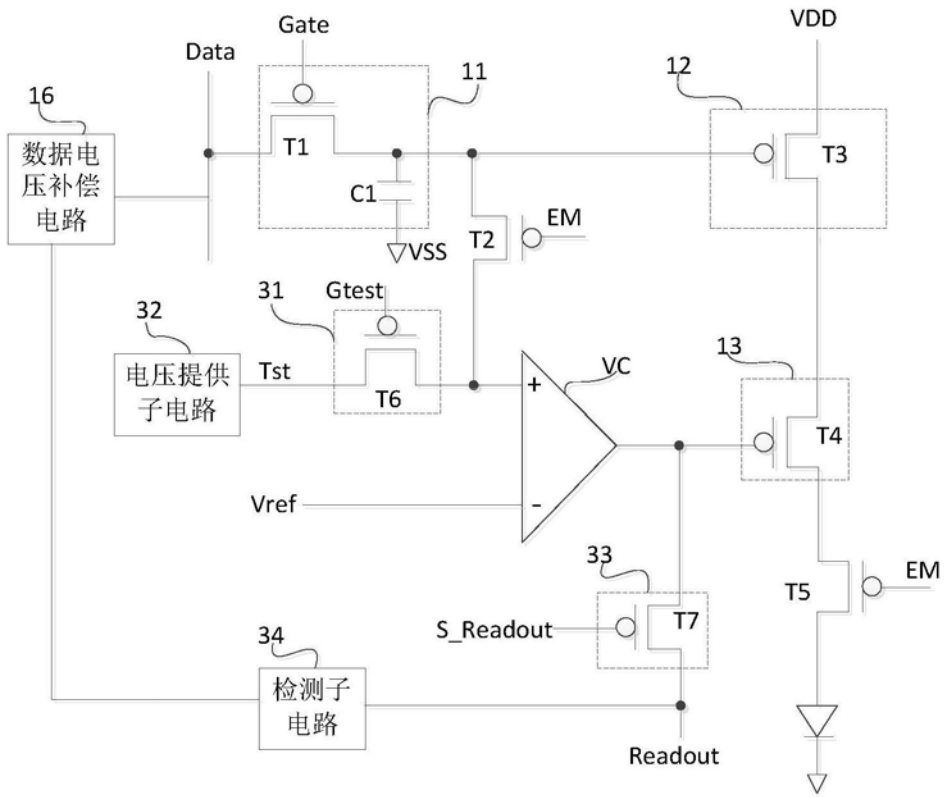 Gate
VDD
Data
16
11
12
数据电
压补偿
电路
T1
T3
C1
EM
T2
VSS
Gtest
31
32
13
电压提供
子电路
Tst
VC
T6
+
T4
Vref
-
33
EM
T5
S_Readout
T7
34
检测子
电路
Readout